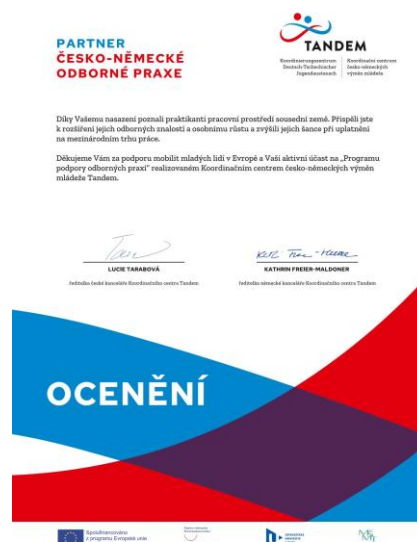 PARTNER
ČESKO-NĚMECKÉ
ODBORNÉ PRAXE
TANDEM
Koordinierungszentrum
Deutsch-Tschechischer
Jugendaustausch
Koordinační centrum
česko-německých
výměn mládeže
Díky Vašemu nasazení poznali praktikanti pracovní prostředí sousední země. Přispěli jste
k rozšíření jejich odborných znalostí a osobnímu růstu a zvýšili jejich šance při uplatnění
na mezinárodním trhu práce.
Děkujeme Vám za podporu mobilit mladých lidí v Evropě a Vaši aktivní účast na „Programu
podpory odborných praxí“ realizovaném Koordinačním centrem česko-německých výměn
mládeže Tandem.
LUCIE TARABOVÁ
ředitelka české kanceláře Koordinačního centra Tandem
KATHRIN FREIER-MALDONER
ředitelka německé kanceláře Koordinačního centra Tandem
OCENĚNÍ
Spolufinancováno
z programu Evropské unie